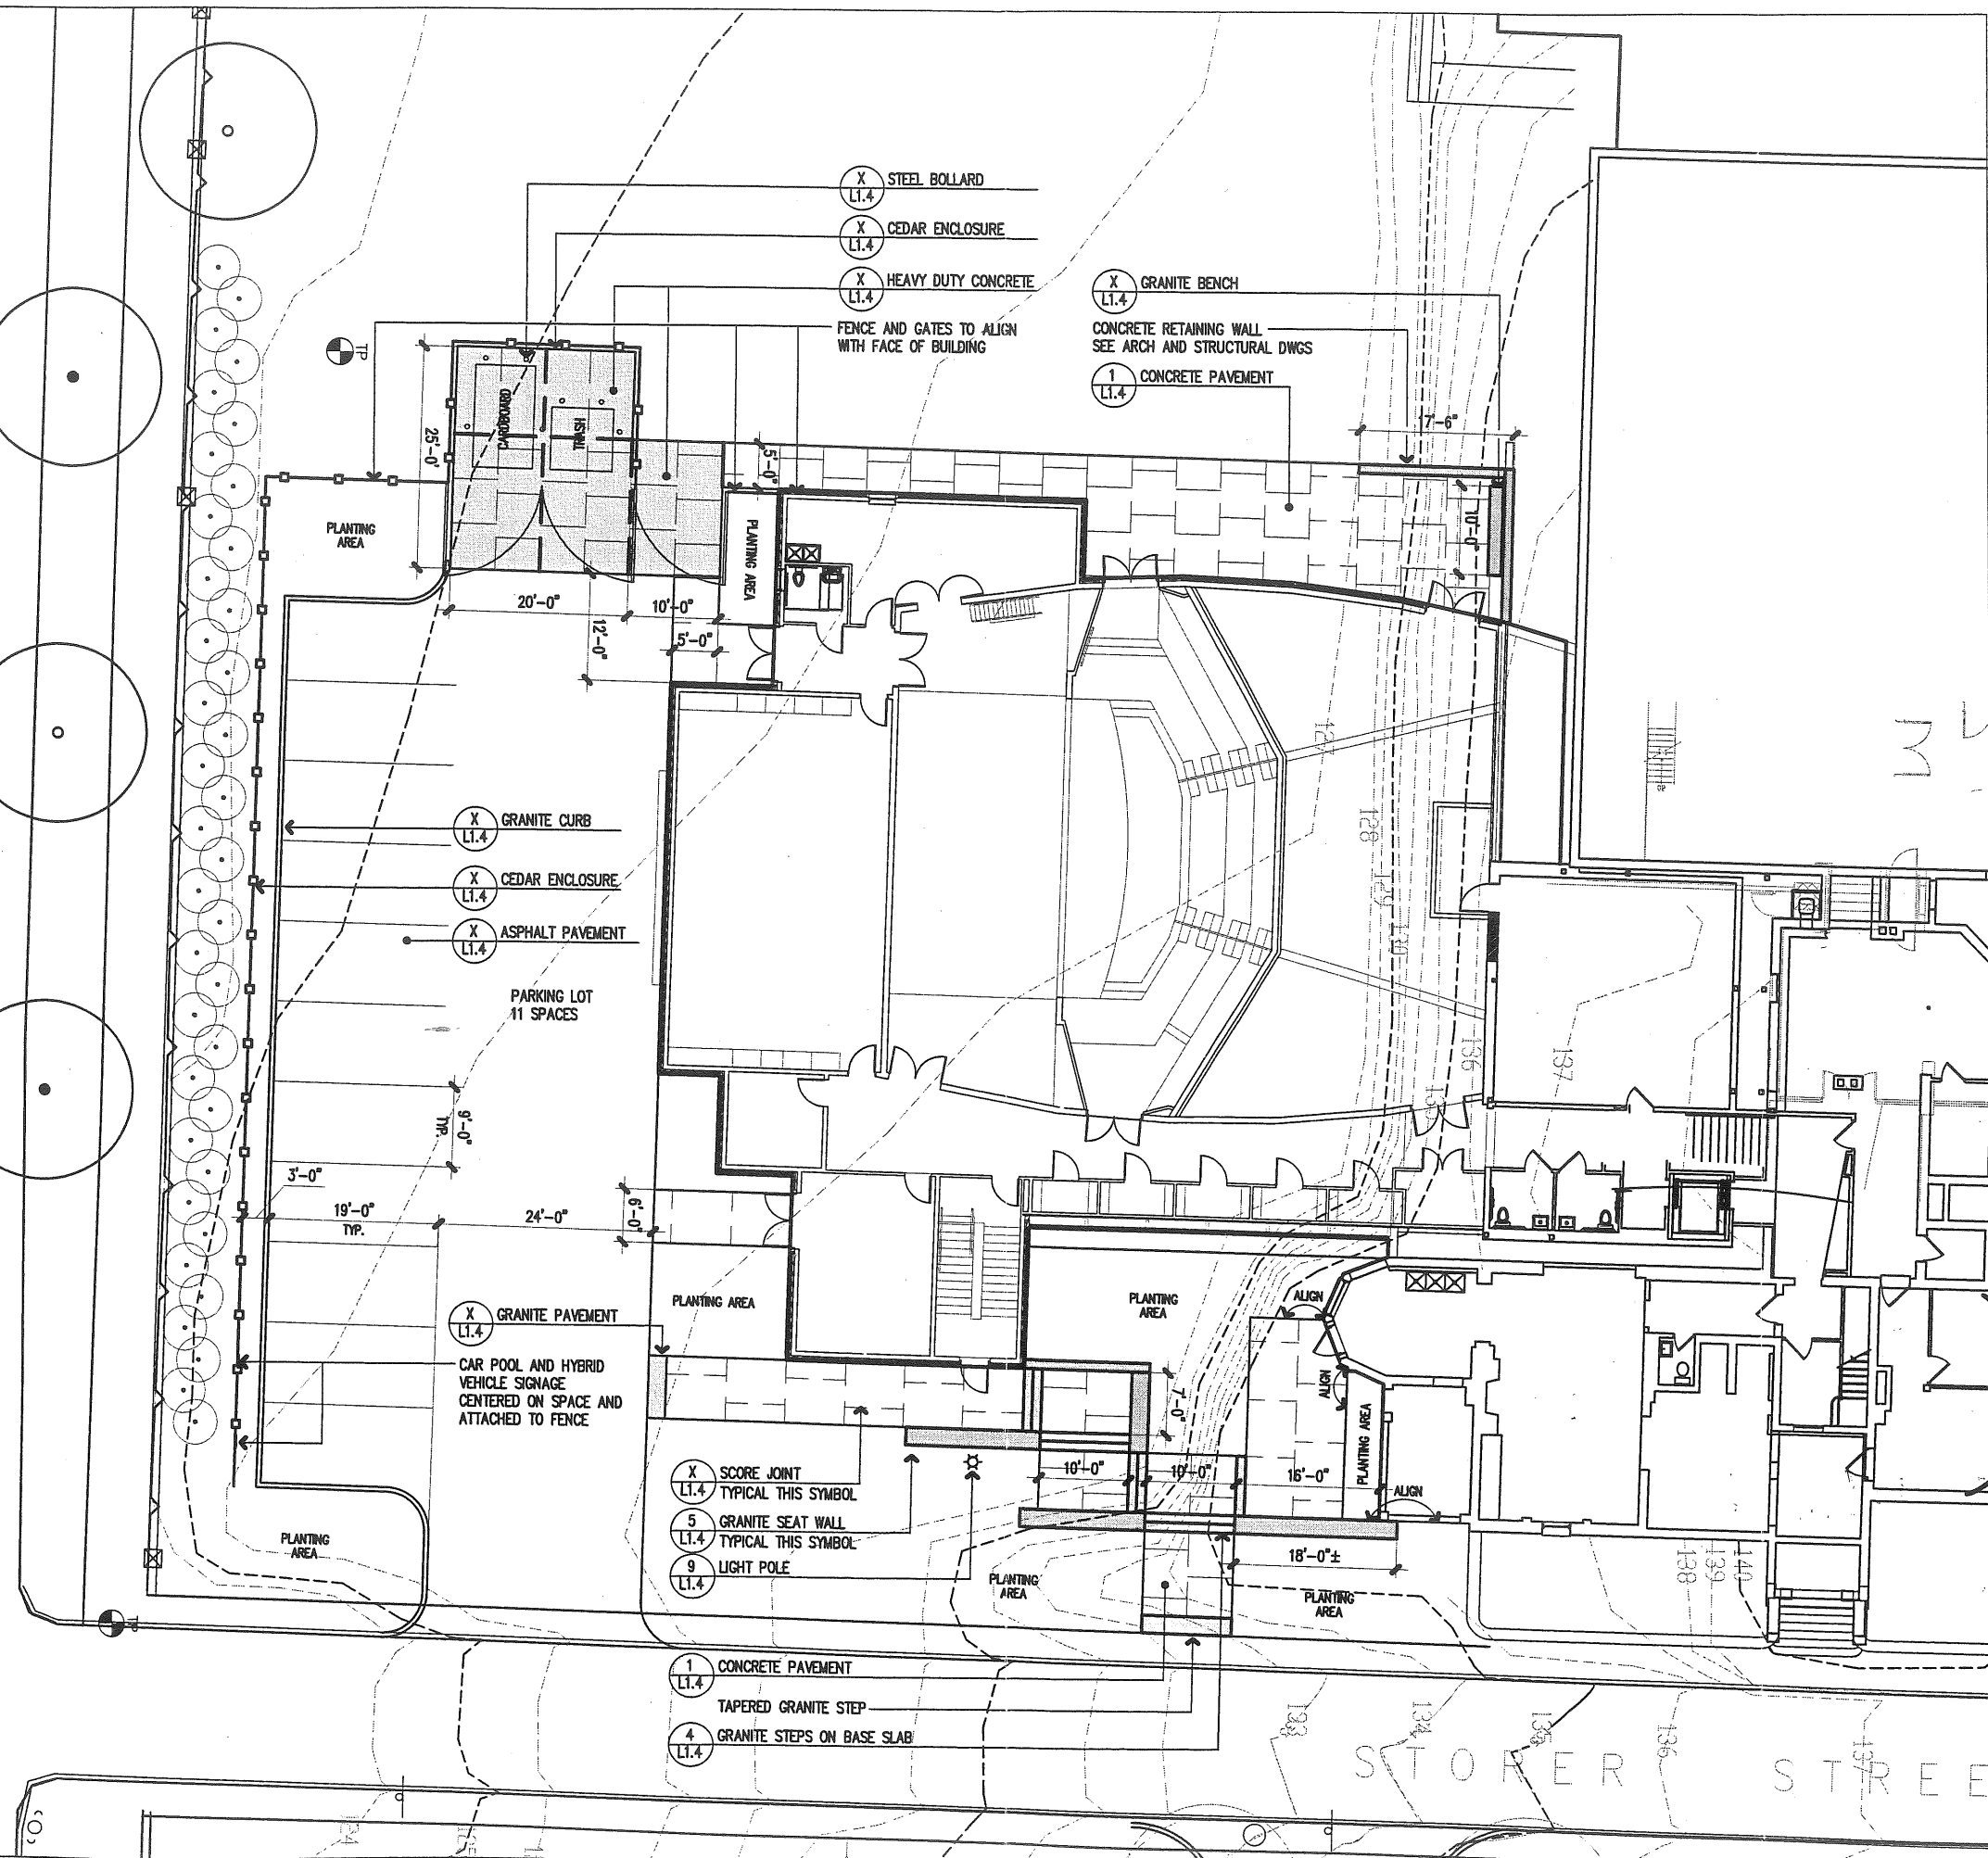 X
L1.4
STEEL BOLLARD
X
L1.4
CEDAR ENCLOSURE
X
L1.4
HEAVY DUTY CONCRETE
FENCE AND GATES TO ALIGN
WITH FACE OF BUILDING
X
L1.4
GRANITE BENCH
CONCRETE RETAINING WALL
SEE ARCH AND STRUCTURAL DWGS
1
L1.4
CONCRETE PAVEMENT
TP
CARDBOARD
TRASH
25'-0"
5'-0"
7'-6"
10'-0"
PLANTING
AREA
PLANTING AREA
20'-0"
10'-0"
12'-0"
5'-0"
127
128
129
130
X
L1.4
GRANITE CURB
X
L1.4
CEDAR ENCLOSURE
X
L1.4
ASPHALT PAVEMENT
PARKING LOT
11 SPACES
136
137
9'-0"
TYP.
3'-0"
19'-0"
TYP.
24'-0"
6'-0"
PLANTING AREA
PLANTING
AREA
ALIGN
ALIGN
PLANTING AREA
ALIGN
X
L1.4
GRANITE PAVEMENT
CAR POOL AND HYBRID
VEHICLE SIGNAGE
CENTERED ON SPACE AND
ATTACHED TO FENCE
7'-0"
10'-0"
10'-0"
16'-0"
X
L1.4
SCORE JOINT
TYPICAL THIS SYMBOL
5
L1.4
GRANITE SEAT WALL
TYPICAL THIS SYMBOL
9
L1.4
LIGHT POLE
18'-0"±
PLANTING
AREA
PLANTING
AREA
PLANTING
AREA
138
139
140
TP
1
L1.4
CONCRETE PAVEMENT
TAPERED GRANITE STEP
4
L1.4
GRANITE STEPS ON BASE SLAB
133
134
135
136
137
STORER STREE
124
125